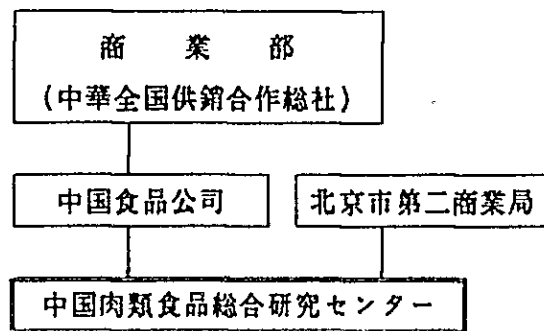 商業部
(中華全国供銷合作総社)
中国食品公司
北京市第二商業局
中国肉類食品総合研究センター